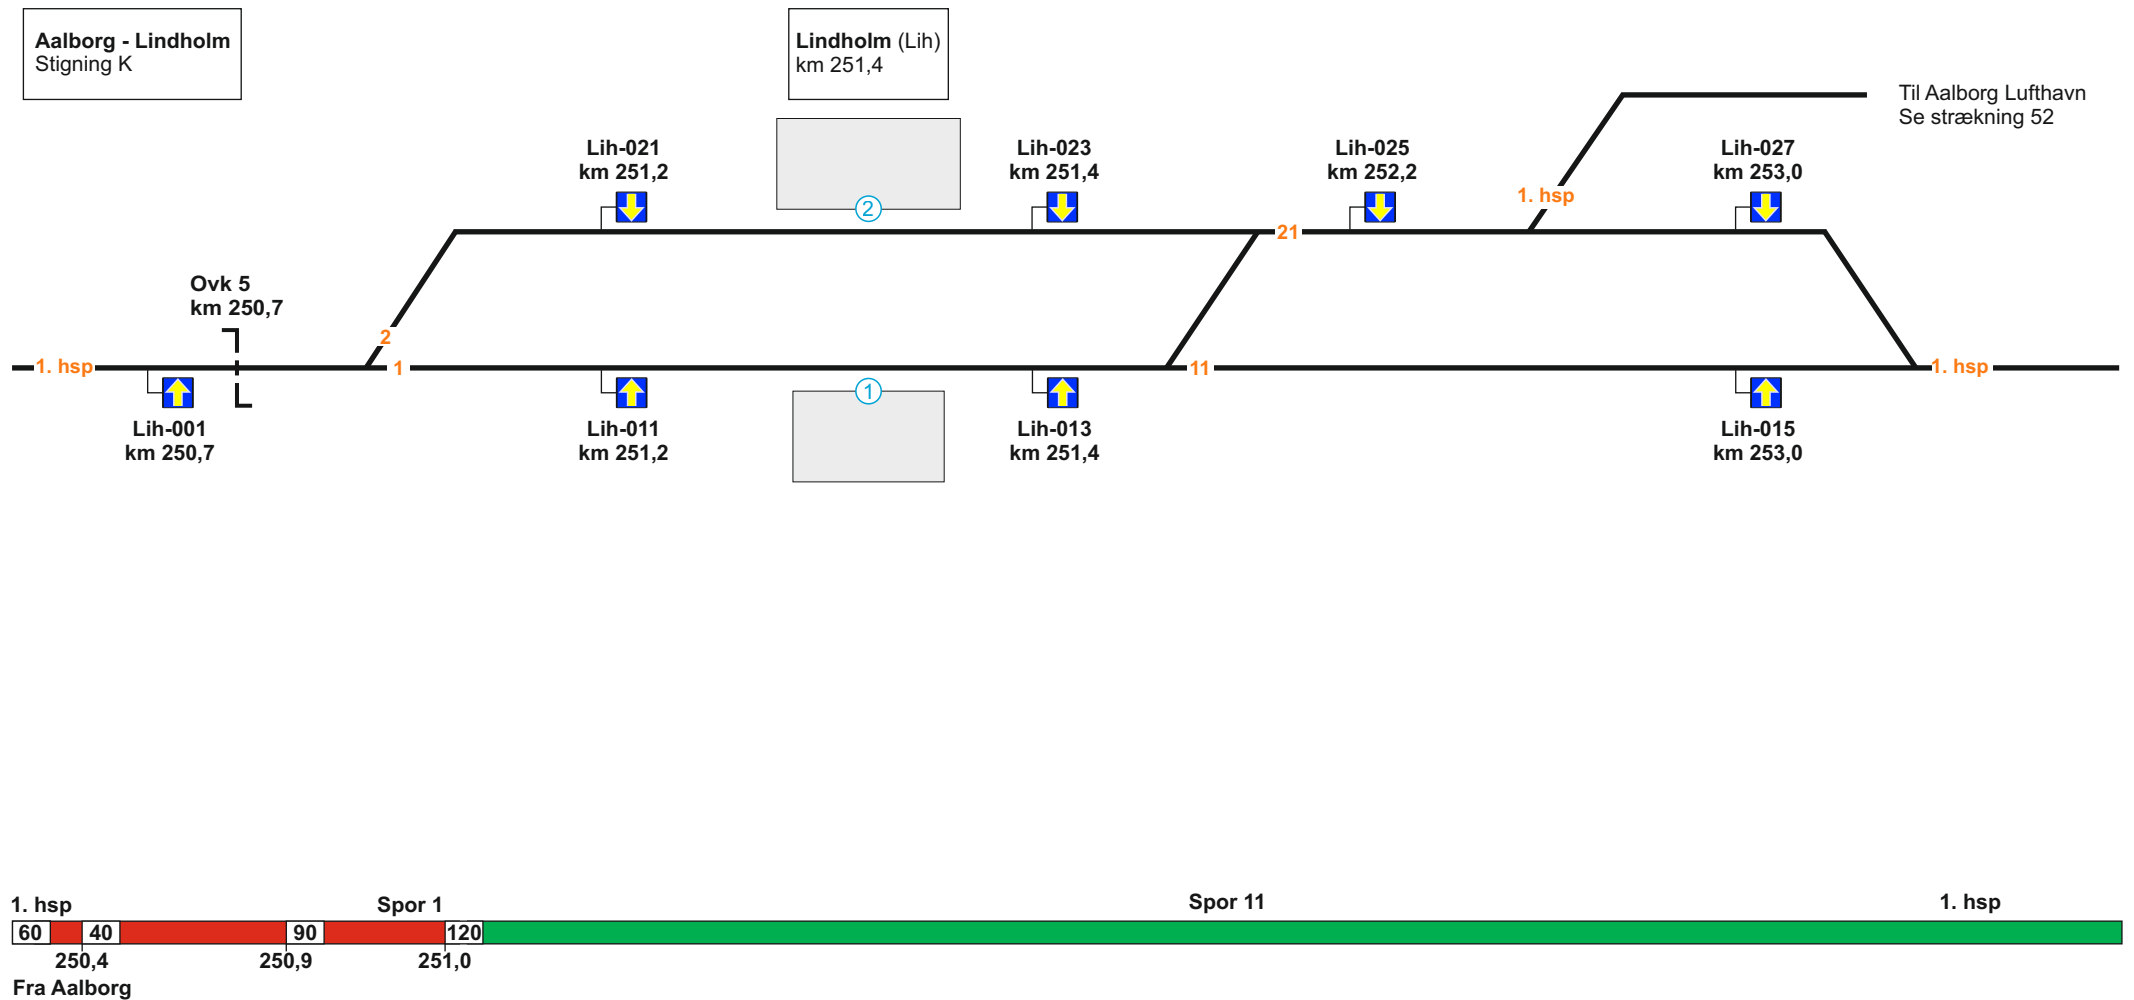 Aalborg - Lindholm
Stigning K
Lindholm (Lih)
km 251,4
Til Aalborg Lufthavn
Se strækning 52
Lih-021
km 251,2
Lih-023
km 251,4
Lih-025
km 252,2
Lih-027
km 253,0
1. hsp
2
21
Ovk 5
km 250,7
2
1. hsp
1
11
1. hsp
1
Lih-001
km 250,7
Lih-011
km 251,2
Lih-013
km 251,4
Lih-015
km 253,0
1. hsp
Spor 1
Spor 11
1. hsp
60
40
90
120
250,4
250,9
251,0
Fra Aalborg